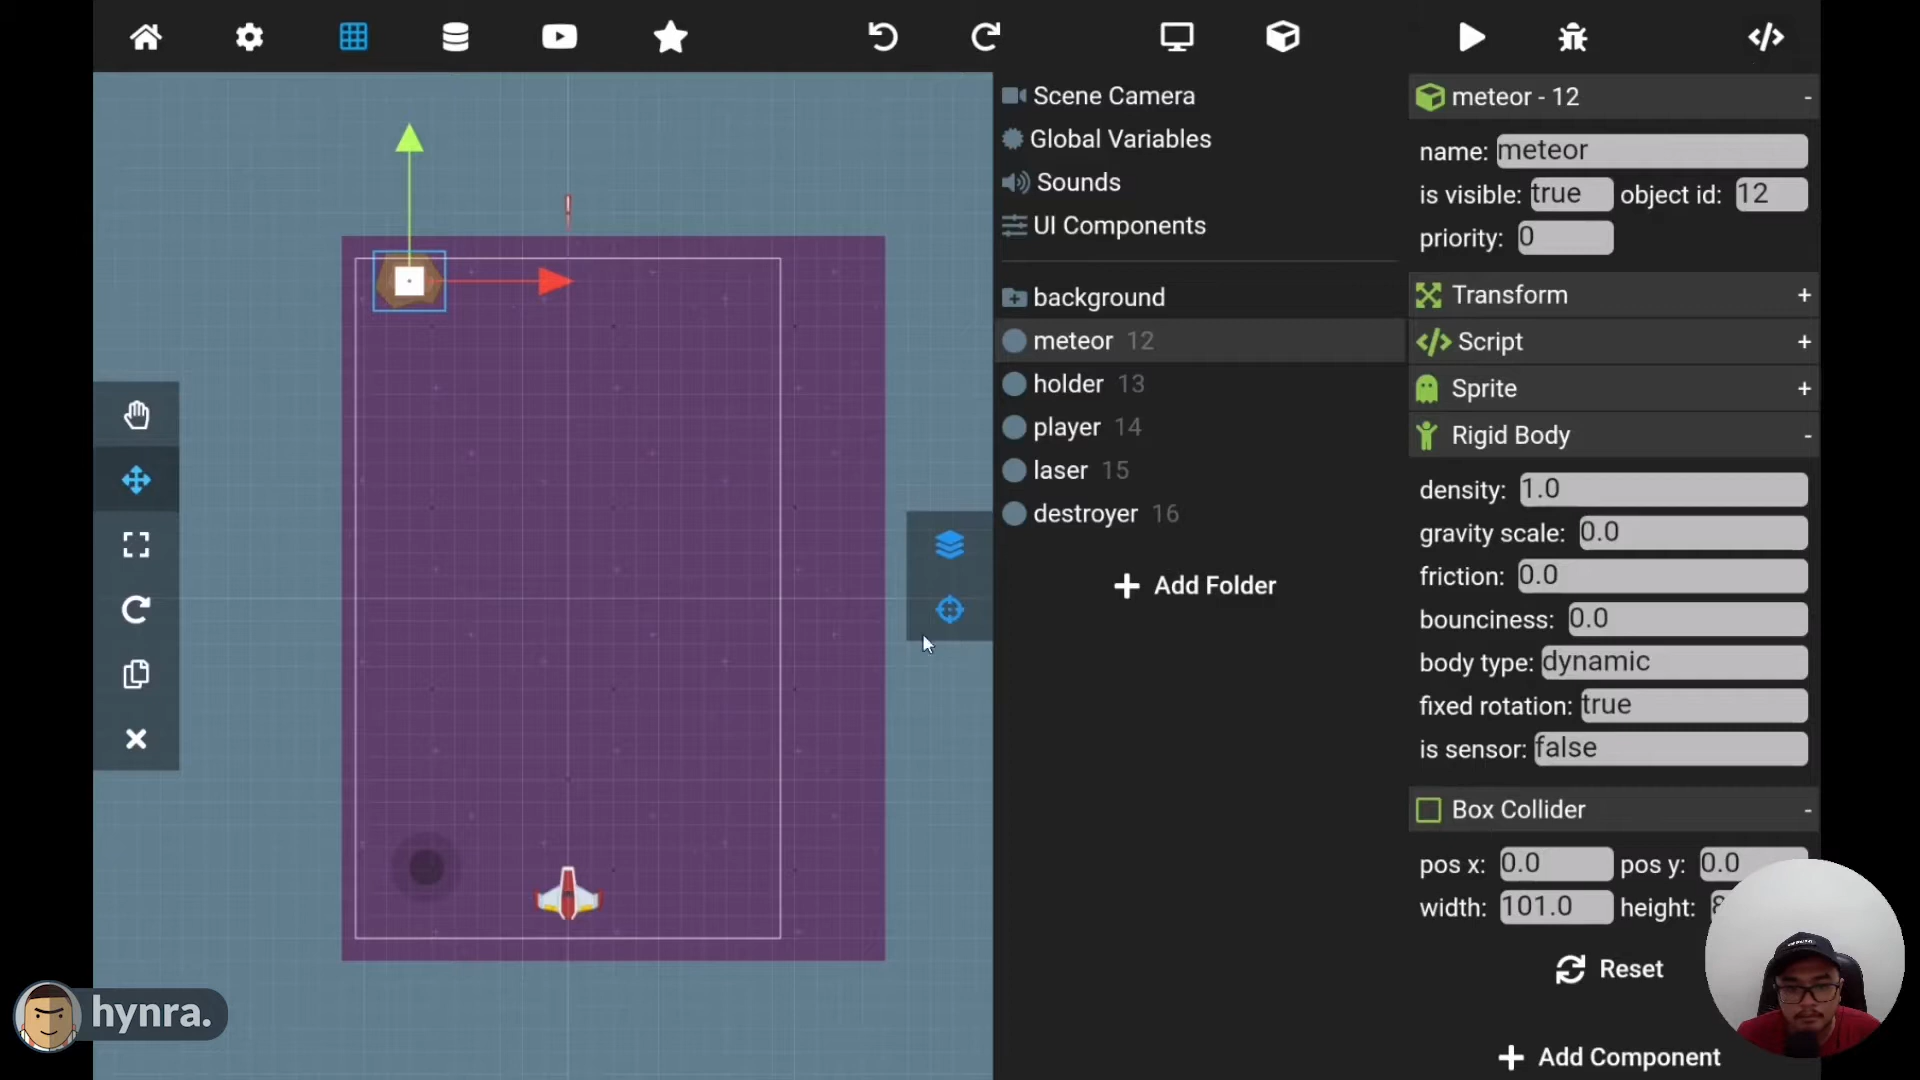 Scene Camera
Global Variables
Sounds
UI Components
background
meteor 12
holder 13
player 14
laser 15
destroyer 16
Add Folder
meteor - 12 -
name: meteor
is visible: true object id: 12
priority: 0
Transform +
Script +
Sprite +
Rigid Body -
density: 1.0
gravity scale: 0.0
friction: 0.0
bounciness: 0.0
body type: dynamic
fixed rotation: true
is sensor: false
Box Collider -
pos x: 0.0 pos y: 0.0
width: 101.0 height:
Reset
Add Component
hynra.